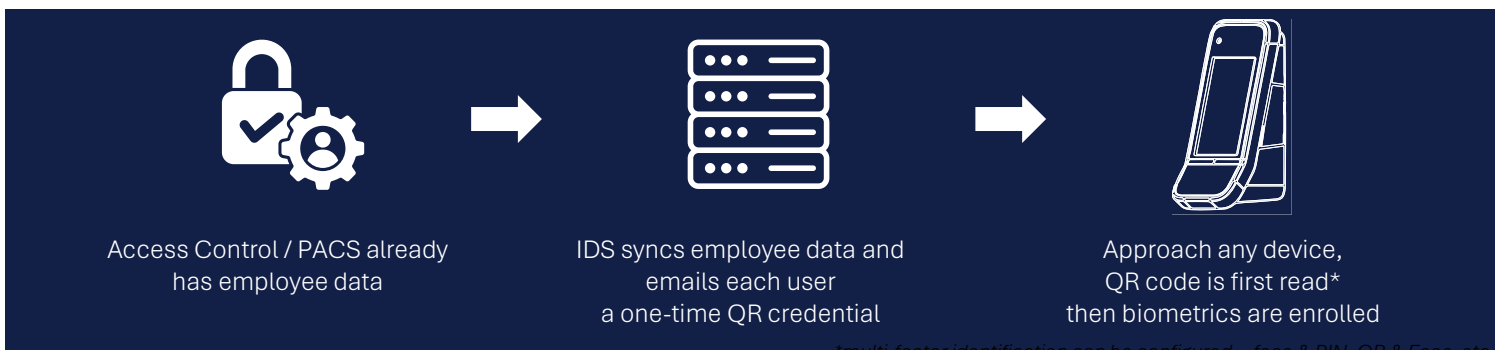 Access Control / PACS already
has employee data
IDS syncs employee data and
emails each user
a one-time QR credential
Approach any device,
QR code is first read*
then biometrics are enrolled